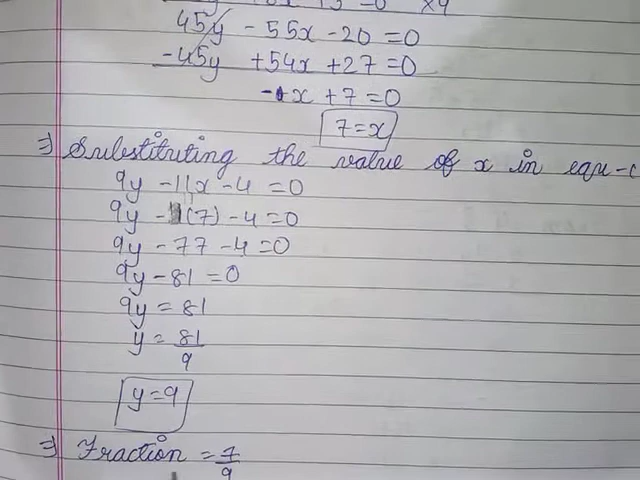 45y - 55x - 20 = 0
-45y + 54x + 27 = 0
-x + 7 = 0
7 = x
⇒ Substituting the value of x in equ-
9y - 11x - 4 = 0
9y - 11(7) - 4 = 0
9y - 77 - 4 = 0
9y - 81 = 0
9y = 81
y = 81/9
y = 9
⇒ Fraction = 7/9